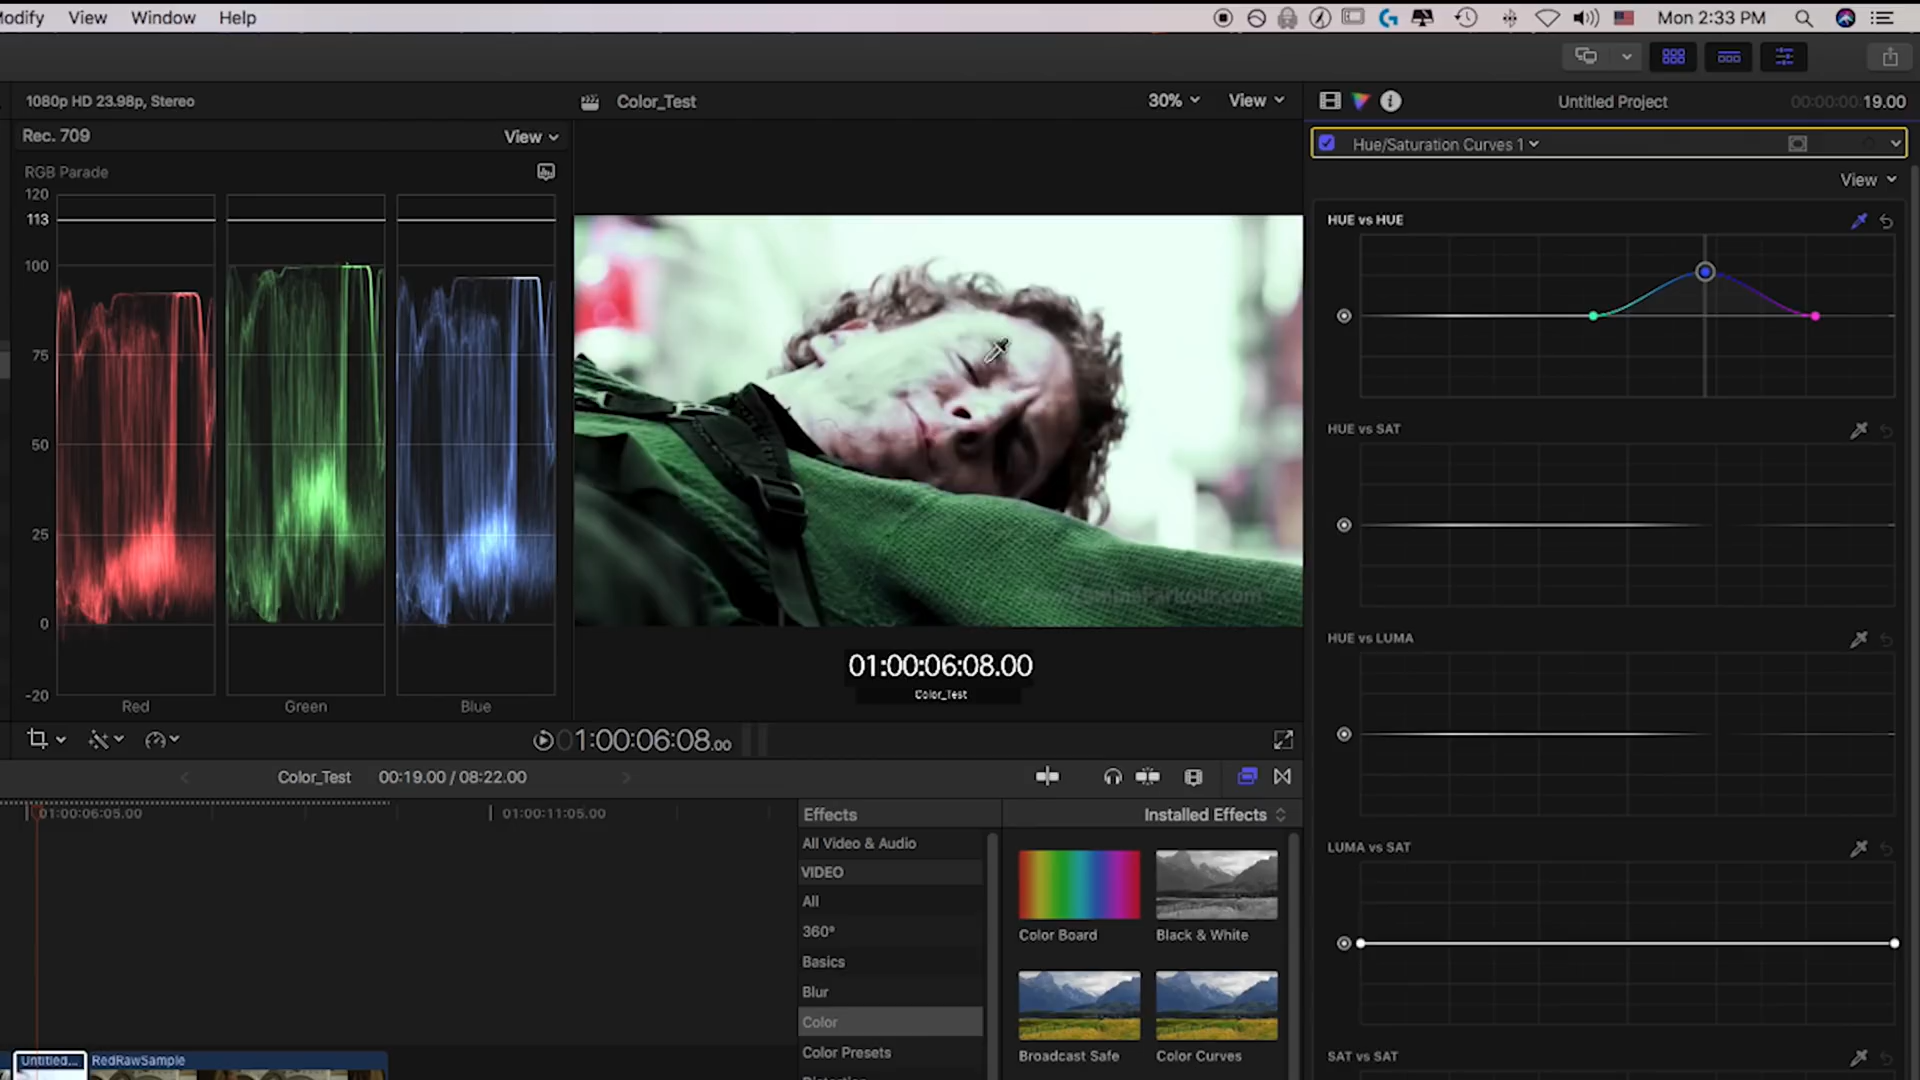 Modify View Window Help Mon 2:33 PM
1080p HD 23.98p, Stereo Color_Test 30% View Untitled Project 00:00:00:19.00
Rec. 709 View
Hue/Saturation Curves 1
RGB Parade
View
120
113
100
75
50
25
0
-20
Red Green Blue
HUE vs HUE
HUE vs SAT
HUE vs LUMA
LUMA vs SAT
SAT vs SAT
01:00:06:08.00
Color_Test
01:00:06:08.00
Color_Test 00:19.00 / 08:22.00
01:00:06:05.00 01:00:11:05.00
Effects Installed Effects
All Video & Audio
VIDEO
All
360°
Basics
Blur
Color
Color Presets
Color Board Black & White
Broadcast Safe Color Curves
Untitled... RedRawSample